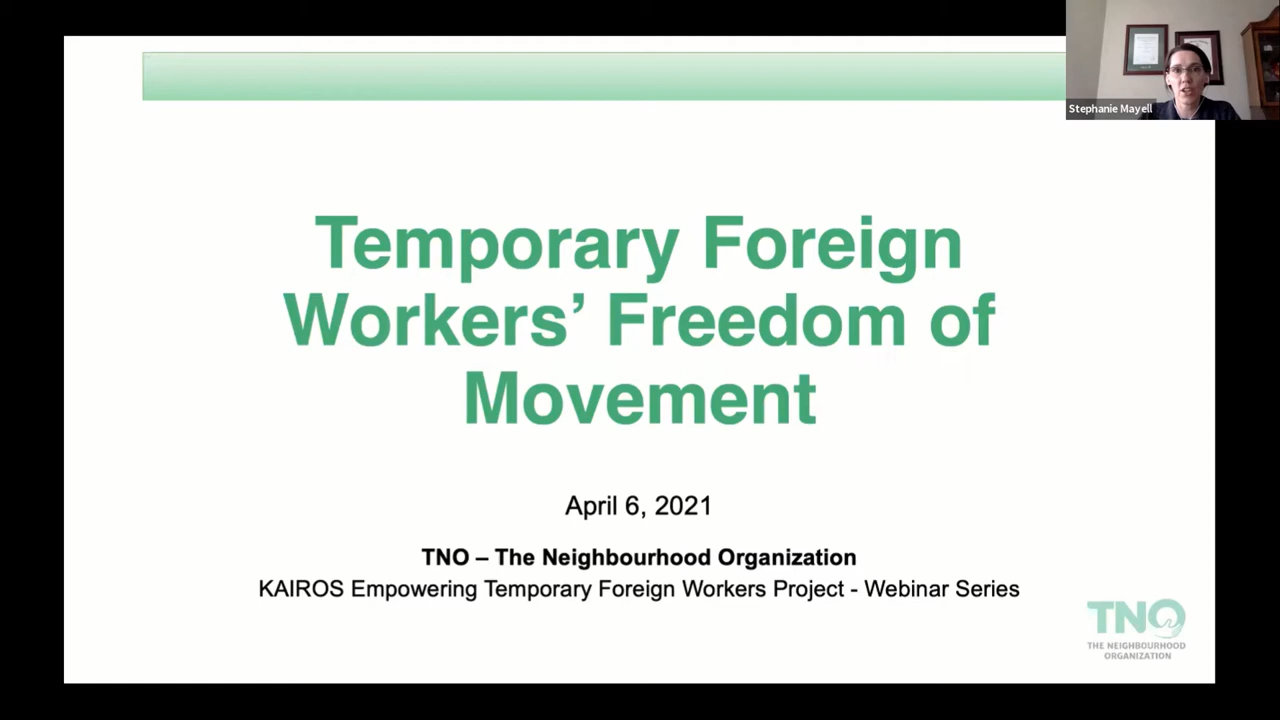 Stephanie Mayell
Temporary Foreign
Workers’ Freedom of
Movement
April 6, 2021
TNO – The Neighbourhood Organization
KAIROS Empowering Temporary Foreign Workers Project - Webinar Series
TNO
THE NEIGHBOURHOOD
ORGANIZATION